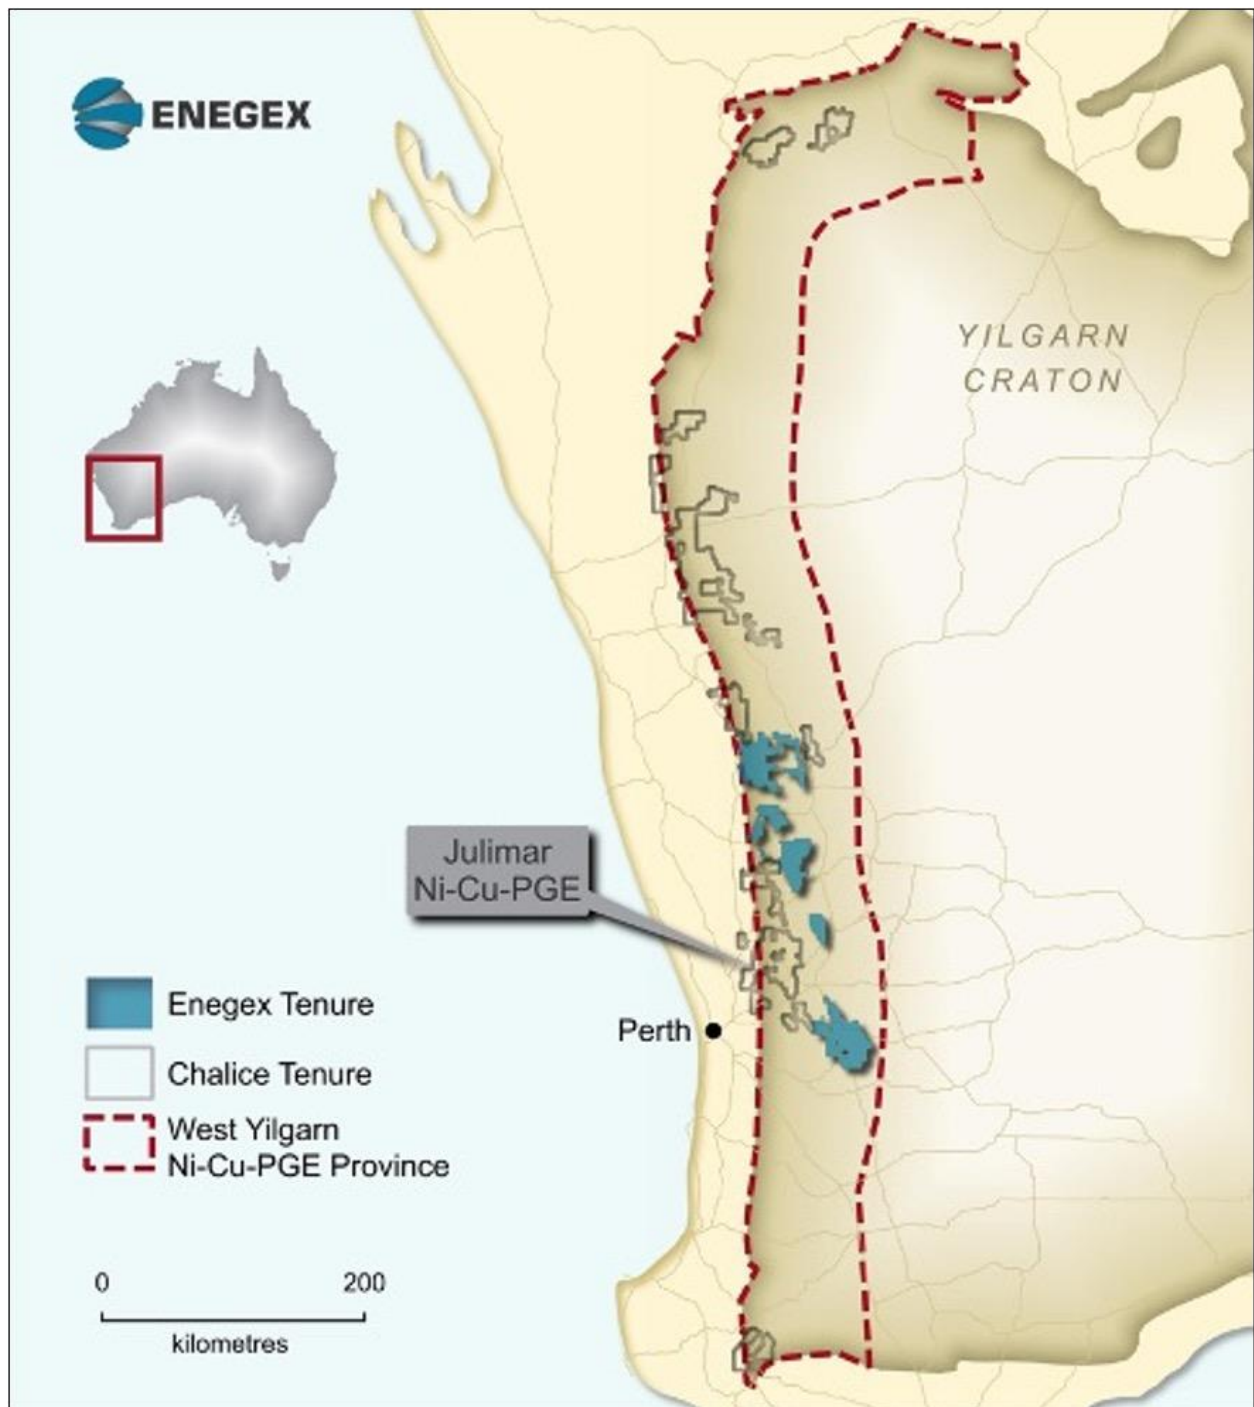 ENEGEX
YILGARN
CRATON
Julimar
Ni-Cu-PGE
Perth
Enegex Tenure
Chalice Tenure
West Yilgarn
Ni-Cu-PGE Province
0 200
kilometres